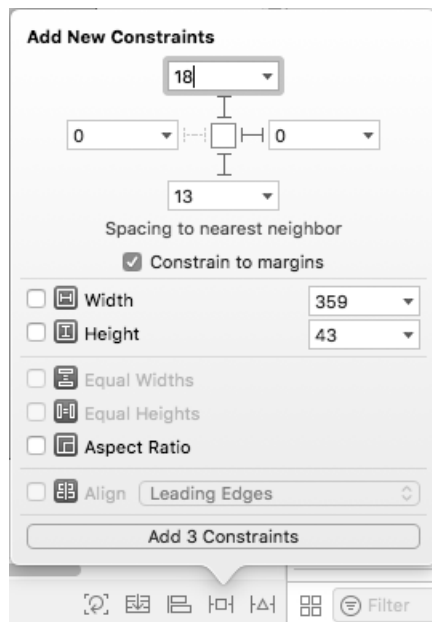 Add New Constraints
18
0 0
13
Spacing to nearest neighbor
Constrain to margins
Width 359
Height 43
Equal Widths
Equal Heights
Aspect Ratio
Align Leading Edges
Add 3 Constraints
Filter